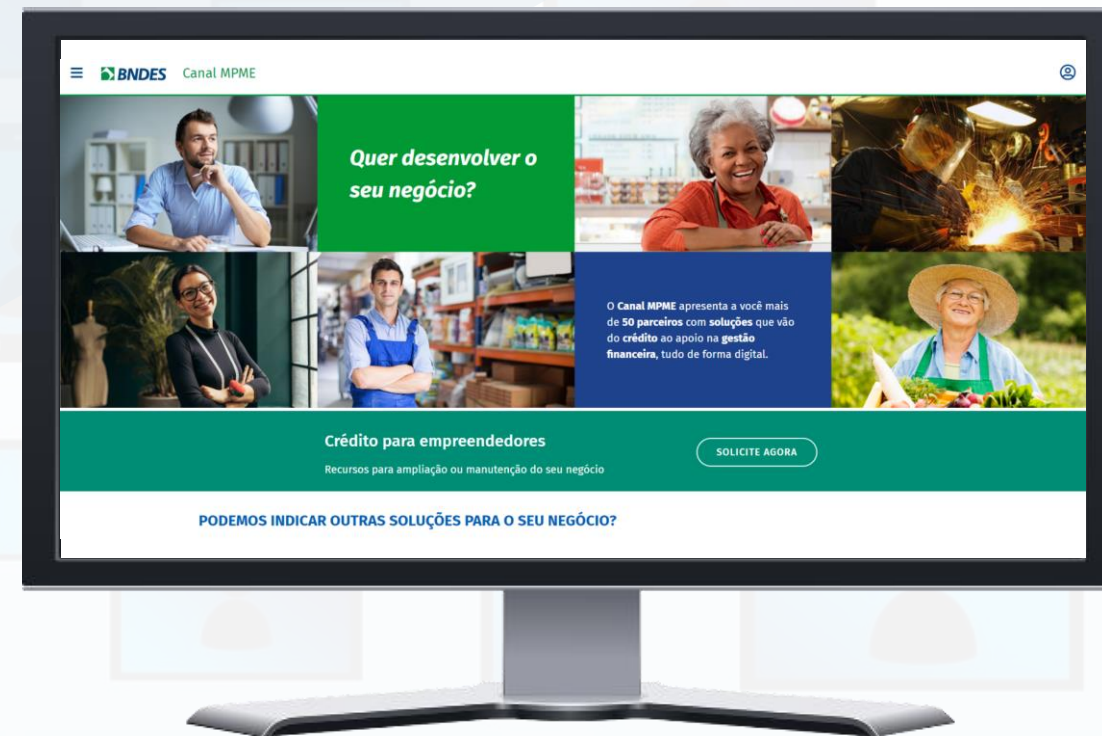 BNDES Canal MPME
Quer desenvolver o
seu negócio?
O Canal MPME apresenta a você mais
de 50 parceiros com soluções que vão
do crédito ao apoio na gestão
financeira, tudo de forma digital.
Crédito para empreendedores
Recursos para ampliação ou manutenção do seu negócio
SOLICITE AGORA
PODEMOS INDICAR OUTRAS SOLUÇÕES PARA O SEU NEGÓCIO?